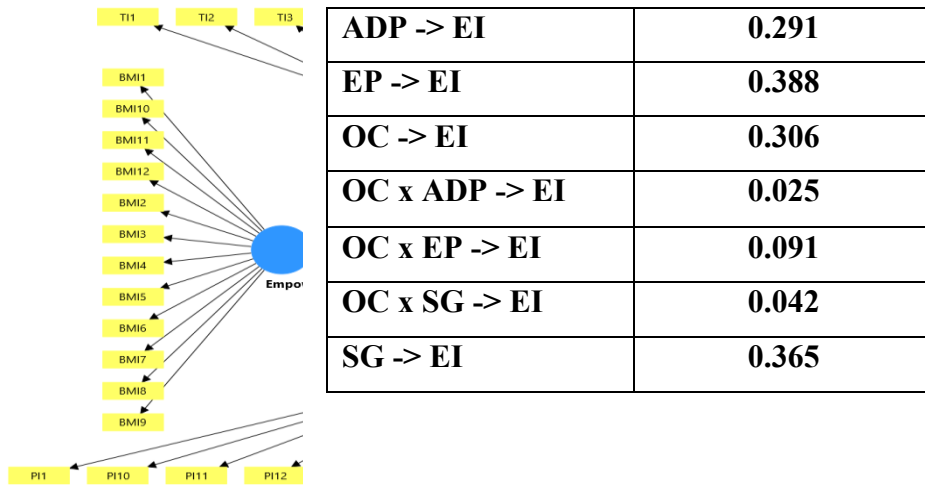 TI1 TI2 TI3
BMI1
BMI10
BMI11
BMI12
BMI2
BMI3
BMI4
BMI5
BMI6
BMI7
BMI8
BMI9
PI1 PI10 PI11 PI12
ADP -> EI 0.291
EP -> EI 0.388
OC -> EI 0.306
OC x ADP -> EI 0.025
OC x EP -> EI 0.091
OC x SG -> EI 0.042
SG -> EI 0.365